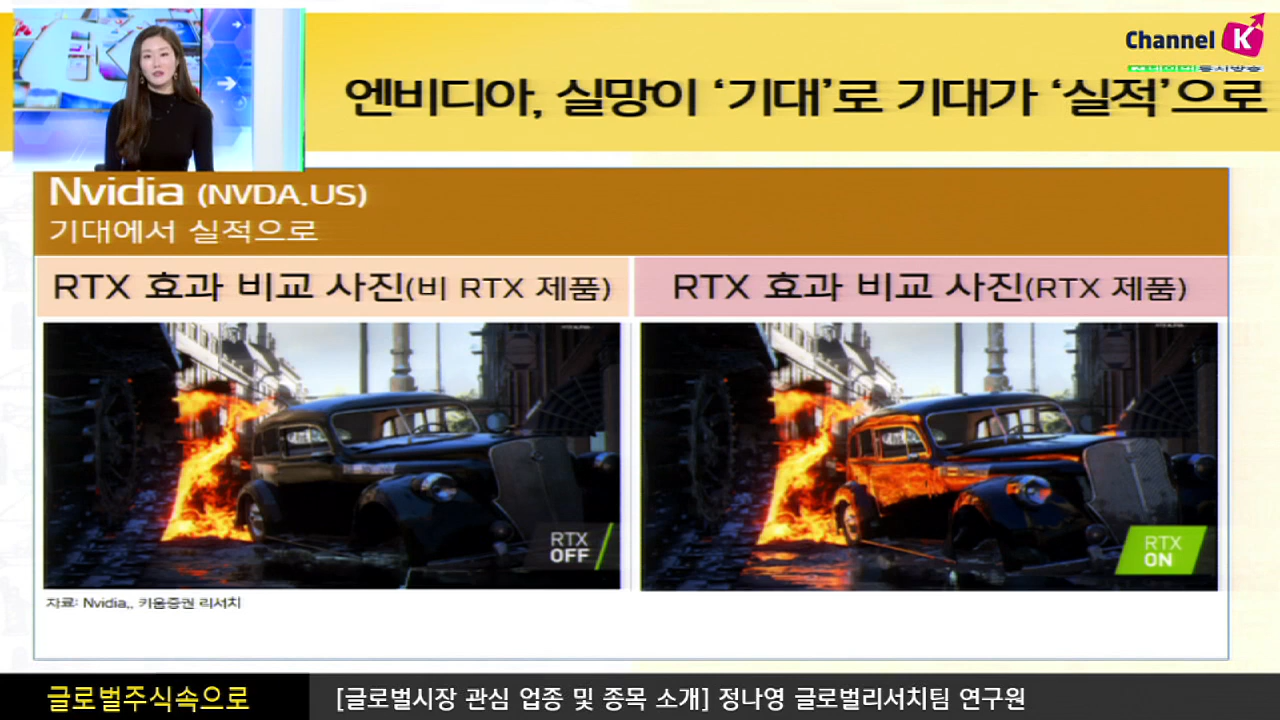 Channel K
엔비디아, 실망이 ‘기대’로 기대가 ‘실적’으로
Nvidia (NVDA.US)
기대에서 실적으로
RTX 효과 비교 사진(비 RTX 제품)
RTX 효과 비교 사진(RTX 제품)
RTX
OFF
RTX
ON
자료: Nvidia,, 키움증권 리서치
글로벌주식속으로
[글로벌시장 관심 업종 및 종목 소개] 정나영 글로벌리서치팀 연구원